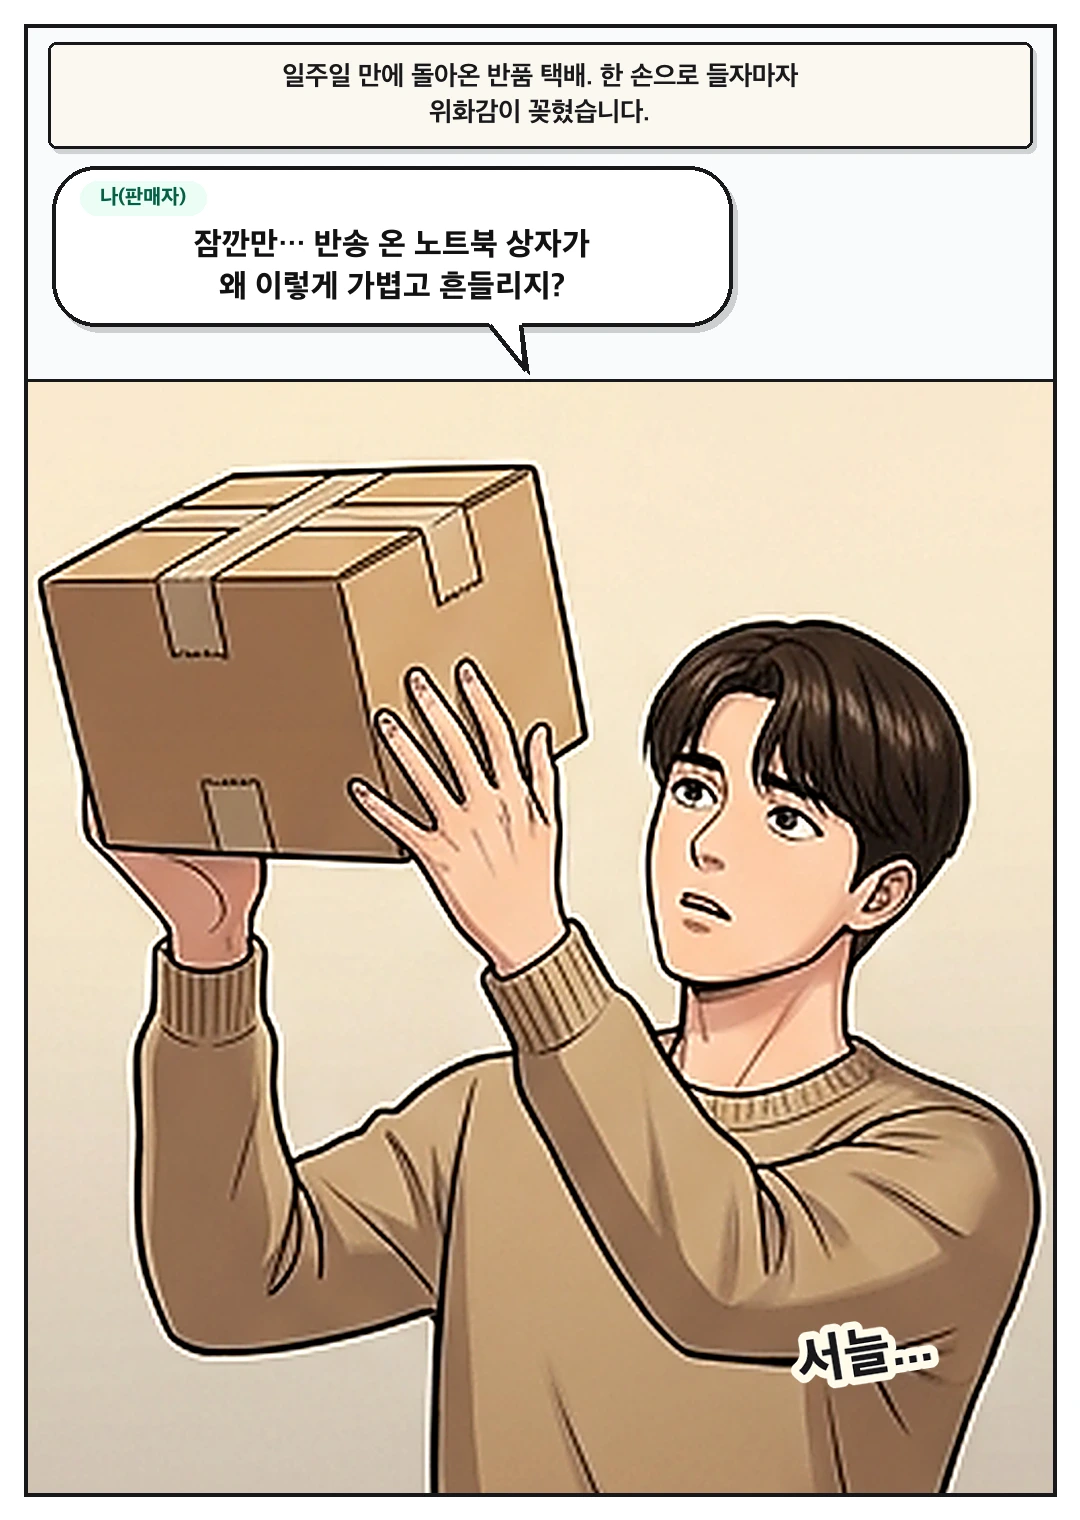 일주일 만에 돌아온 반품 택배. 한 손으로 들자마자
위화감이 꽂혔습니다.
나(판매자)
잠깐만… 반송 온 노트북 상자가
왜 이렇게 가볍고 흔들리지?
서늘...